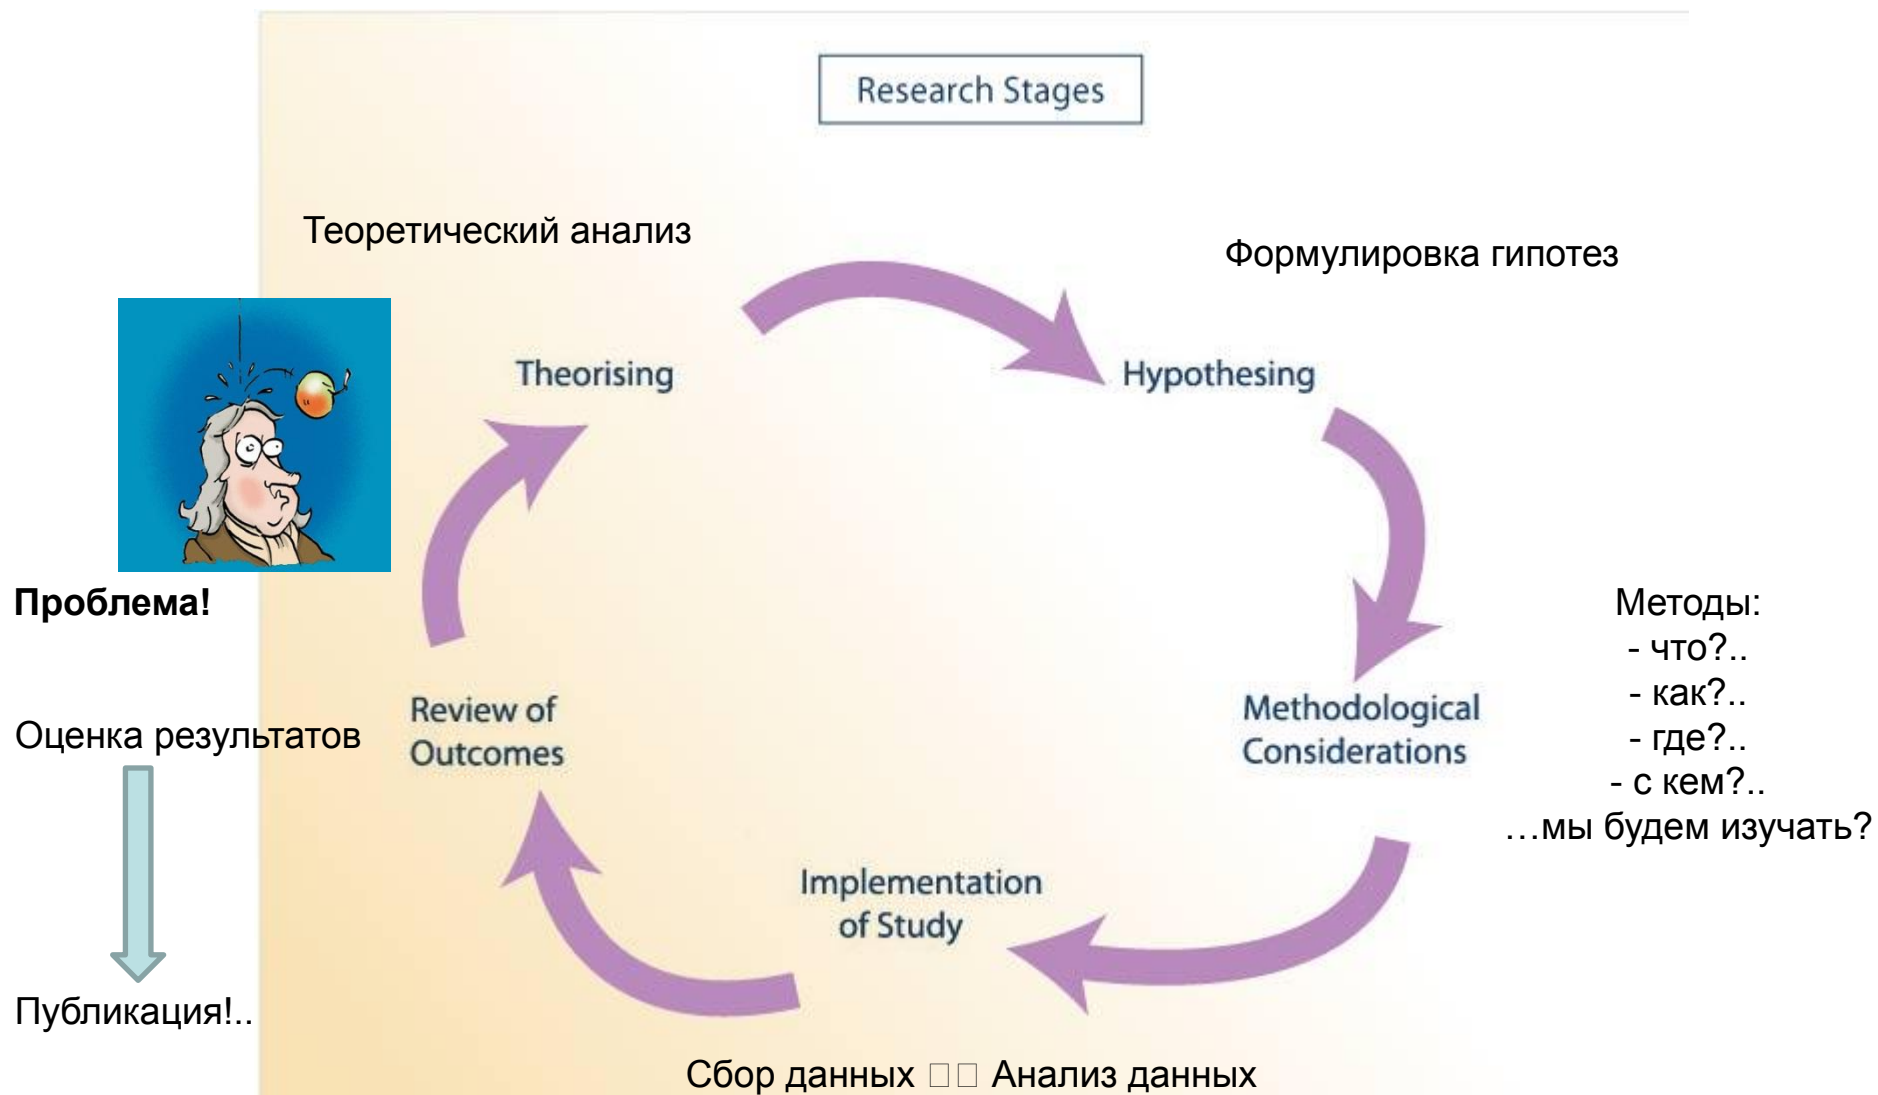 Research Stages
Теоретический анализ
Формулировка гипотез
Theorising
Hypothesing
Проблема!
Методы:
- что?..
- как?..
- где?..
- с кем?..
…мы будем изучать?
Оценка результатов
Review of
Outcomes
Methodological
Considerations
Implementation
of Study
Публикация!..
Сбор данных □□ Анализ данных